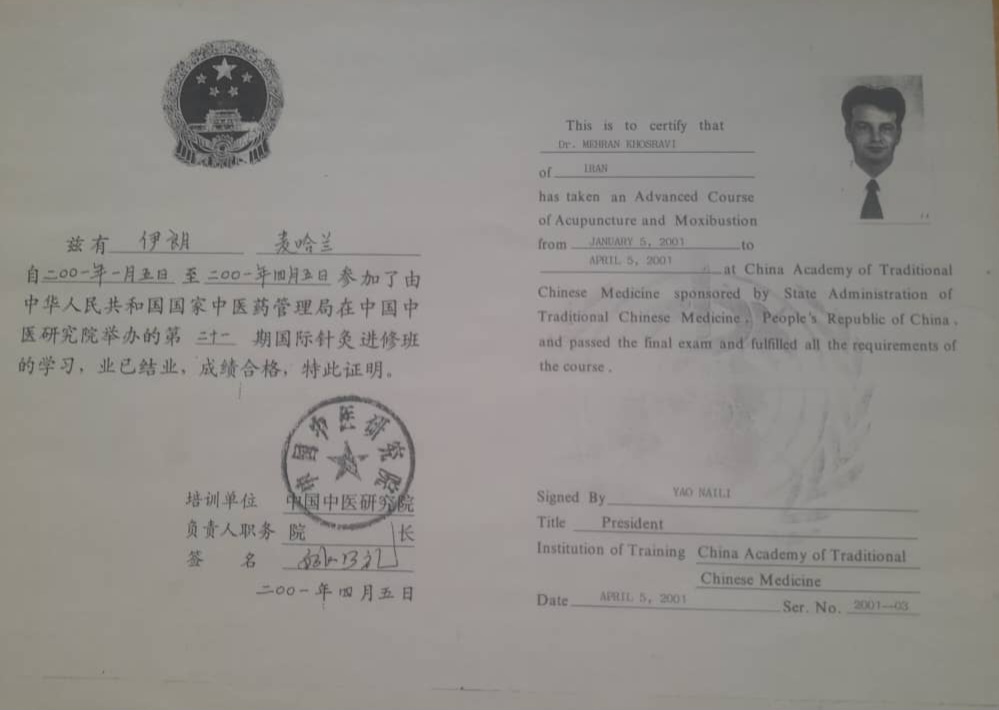 兹有 伊朗 麦哈兰
自二00一年一月五日 至 二00一年四月五日 参加了由
中华人民共和国国家中医药管理局在中国中
医研究院举办的第 三十一 期国际针灸进修班
的学习，业已结业，成绩合格，特此证明。
中国中医研究院
培训单位 中国中医研究院
负责人职务 院 长
签 名
二00一年四月五日
This is to certify that
Dr. MEHRAN KHOSRAVI
of IRAN
has taken an Advanced Course
of Acupuncture and Moxibustion
from JANUARY 5, 2001 to
APRIL 5, 2001 at China Academy of Traditional
Chinese Medicine sponsored by State Administration of
Traditional Chinese Medicine, People's Republic of China,
and passed the final exam and fulfilled all the requirements of
the course.
Signed By YAO NAILI
Title President
Institution of Training China Academy of Traditional
Chinese Medicine
Date APRIL 5, 2001 Ser. No. 2001--03